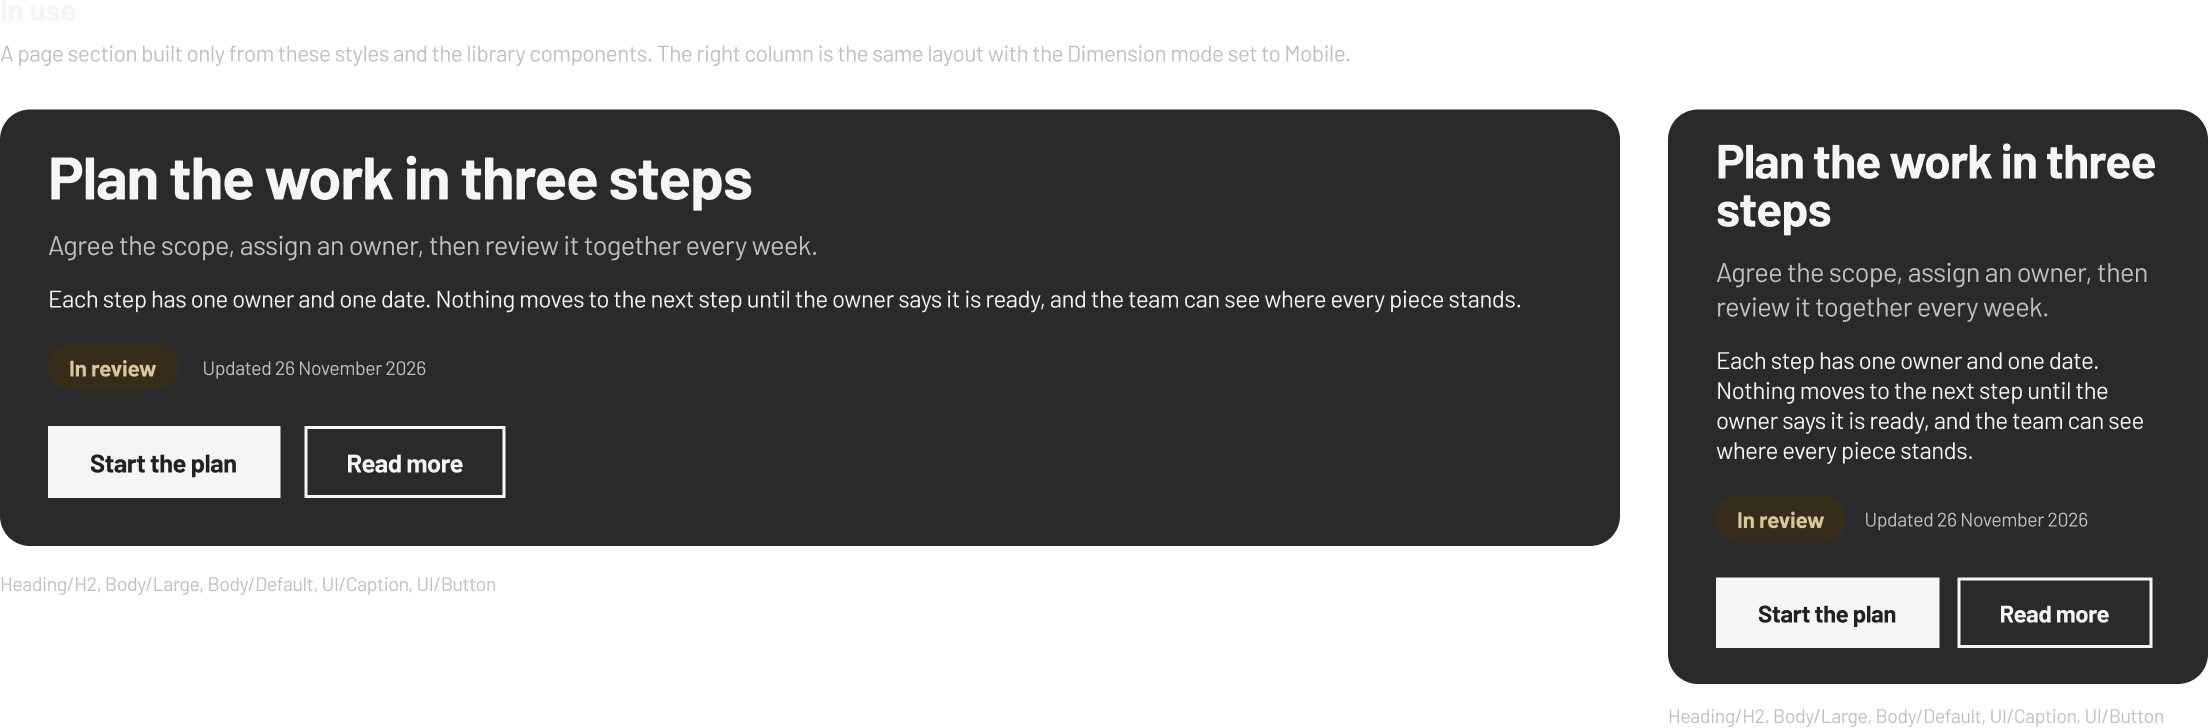 In use
A page section built only from these styles and the library components. The right column is the same layout with the Dimension mode set to Mobile.
Plan the work in three steps
Agree the scope, assign an owner, then review it together every week.
Each step has one owner and one date. Nothing moves to the next step until the owner says it is ready, and the team can see where every piece stands.
In review
Updated 26 November 2026
Start the plan
Read more
Heading/H2, Body/Large, Body/Default, UI/Caption, UI/Button
Plan the work in three
steps
Agree the scope, assign an owner, then
review it together every week.
Each step has one owner and one date.
Nothing moves to the next step until the
owner says it is ready, and the team can see
where every piece stands.
In review
Updated 26 November 2026
Start the plan
Read more
Heading/H2, Body/Large, Body/Default, UI/Caption, UI/Button